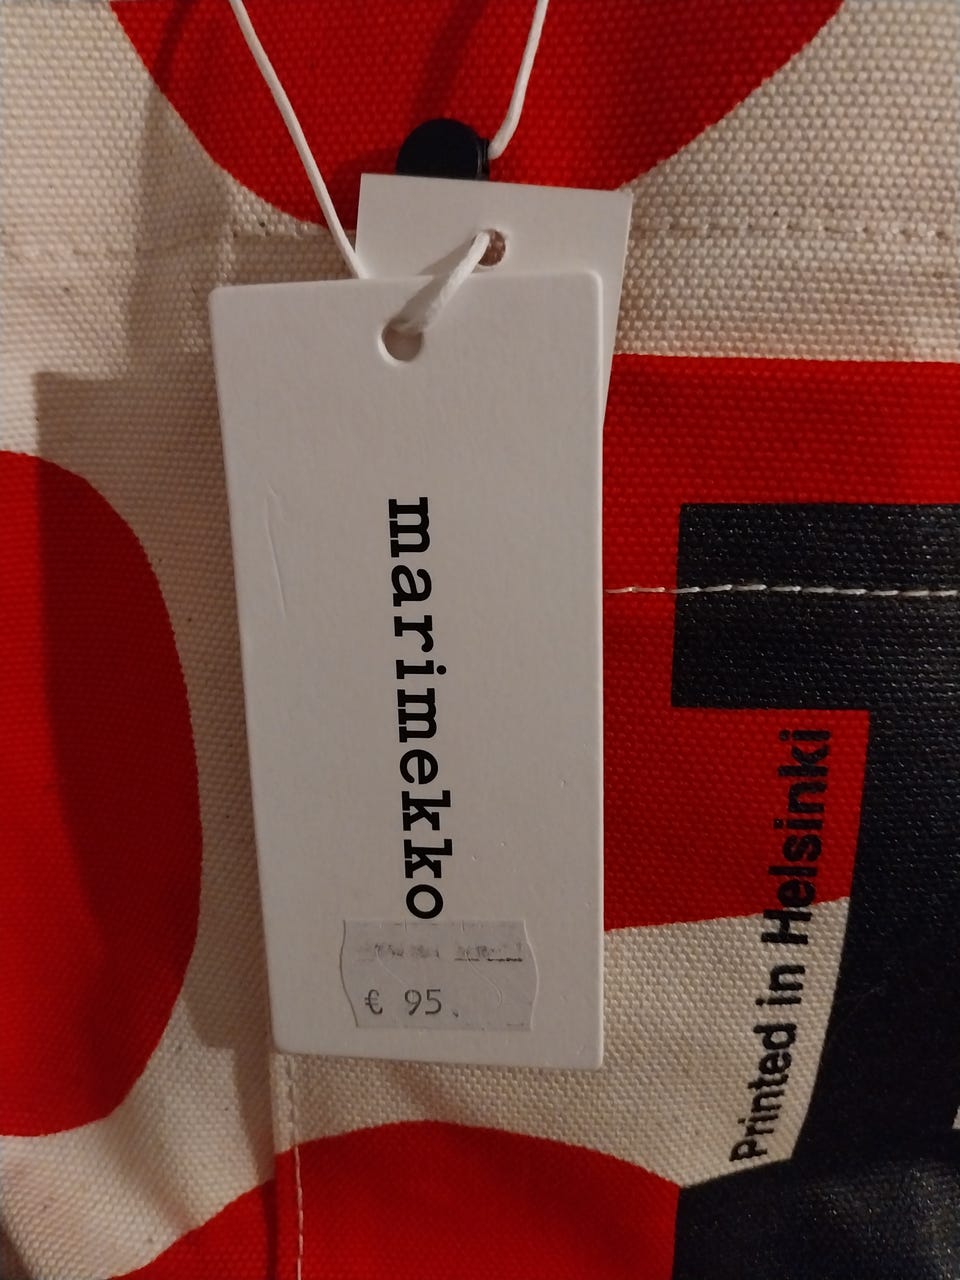 marimekko
€ 95.
Printed in Helsinki